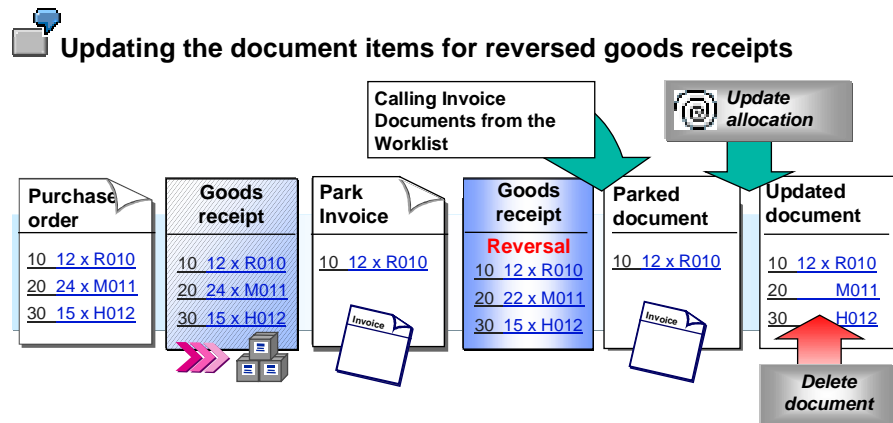 Updating the document items for reversed goods receipts
Calling Invoice
Documents from the
Worklist
Update
allocation
Purchase
order
10 12 x R010
20 24 x M011
30 15 x H012
Goods
receipt
10 12 x R010
20 24 x M011
30 15 x H012
Park
Invoice
10 12 x R010
Invoice
Goods
receipt
Reversal
10 12 x R010
20 22 x M011
30 15 x H012
Parked
document
10 12 x R010
Invoice
Updated
document
10 12 x R010
20 M011
30 H012
Delete
document